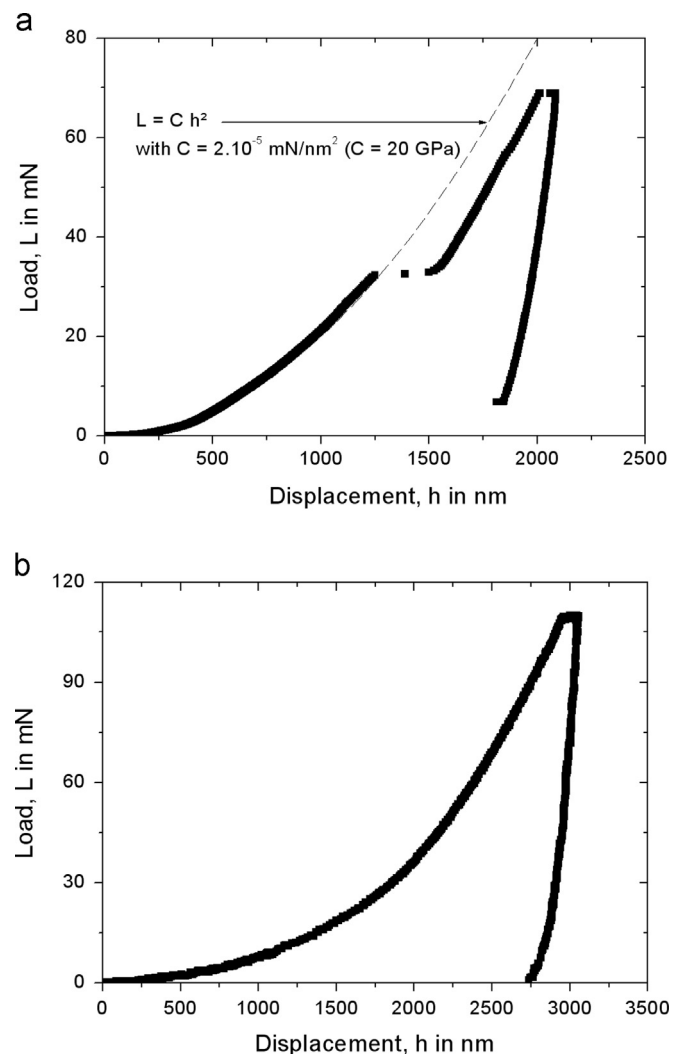 a
80
L = C h²
with C = 2.10⁻⁵ mN/nm² (C = 20 GPa)
60
40
20
0
Load, L in mN
0 500 1000 1500 2000 2500
Displacement, h in nm
b
120
90
60
30
0
Load, L in mN
0 500 1000 1500 2000 2500 3000 3500
Displacement, h in nm